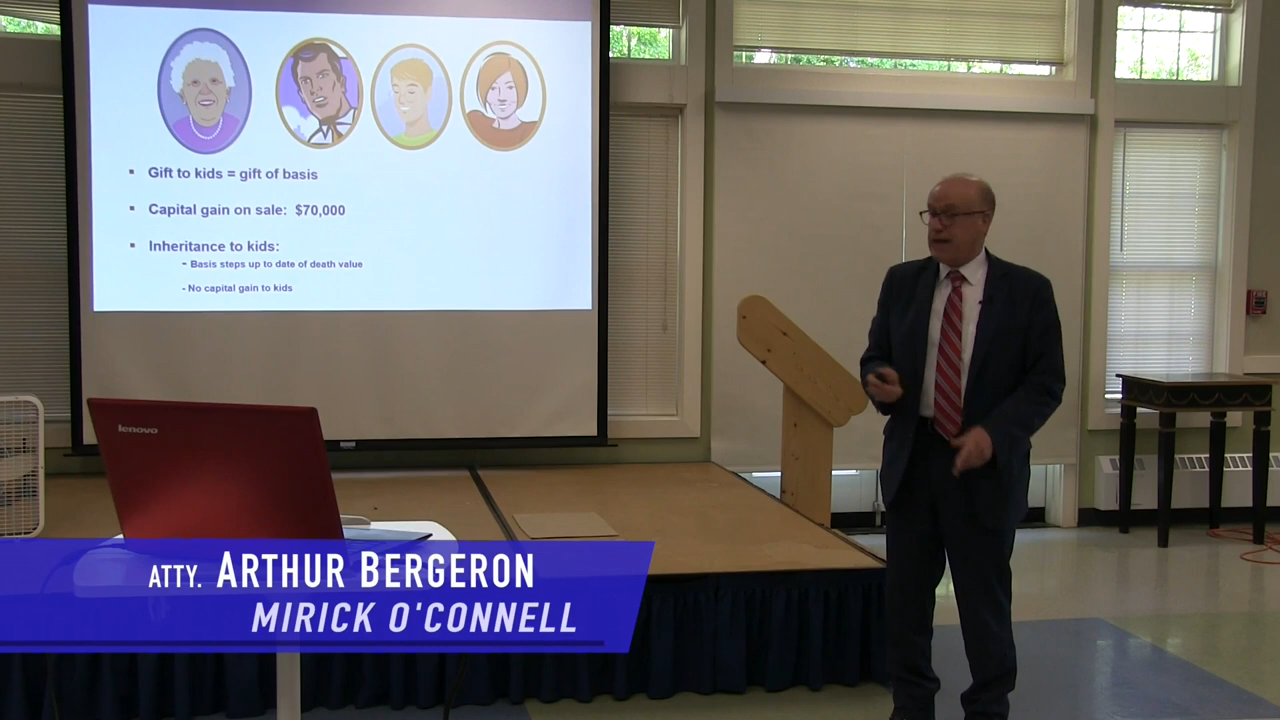 ▪ Gift to kids = gift of basis
▪ Capital gain on sale: $70,000
▪ Inheritance to kids:
- Basis steps up to date of death value
- No capital gain to kids
lenovo
ATTY. ARTHUR BERGERON
MIRICK O'CONNELL